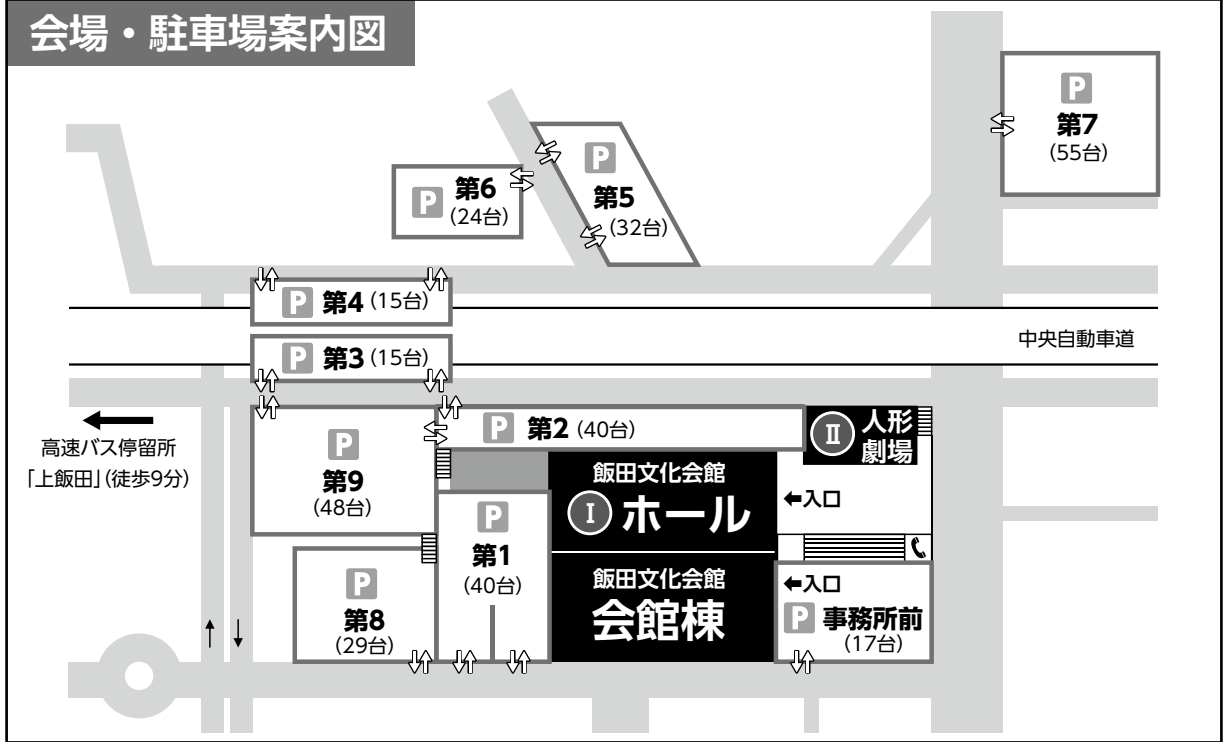 会場・駐車場案内図
P
第7
(55台)
P
第5
(32台)
P 第6
(24台)
P 第4(15台)
P 第3(15台)
中央自動車道
高速バス停留所
「上飯田」(徒歩9分)
P 第2(40台)
II 人形
劇場
P
第9
(48台)
飯田文化会館
I ホール
←入口
P
第1
(40台)
飯田文化会館
会館棟
←入口
P 事務所前
(17台)
P
第8
(29台)